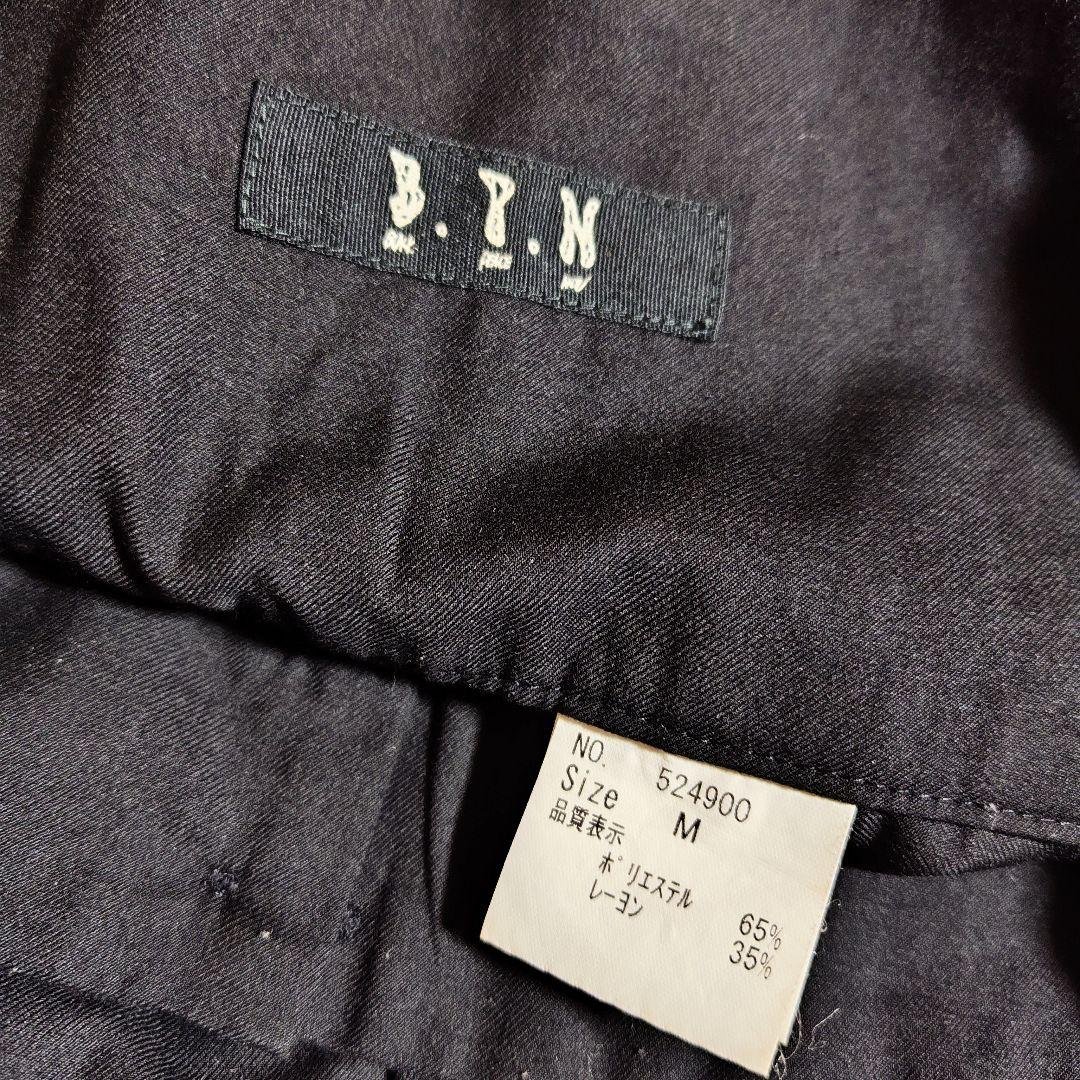 B.T.N
NO. 524900
Size M
品質表示
ポリエステル 65%
レーヨン 35%